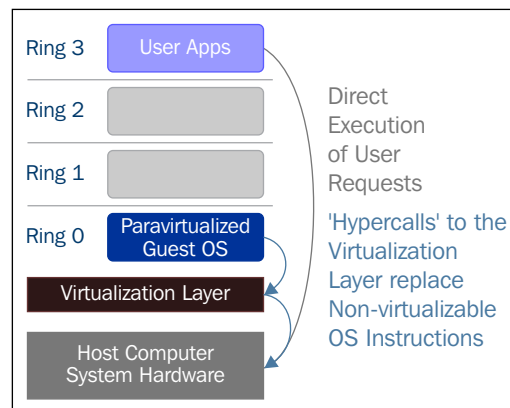 Ring 3
User Apps
Ring 2
Ring 1
Ring 0
Paravirtualized
Guest OS
Virtualization Layer
Host Computer
System Hardware
Direct
Execution
of User
Requests
'Hypercalls' to the
Virtualization
Layer replace
Non-virtualizable
OS Instructions